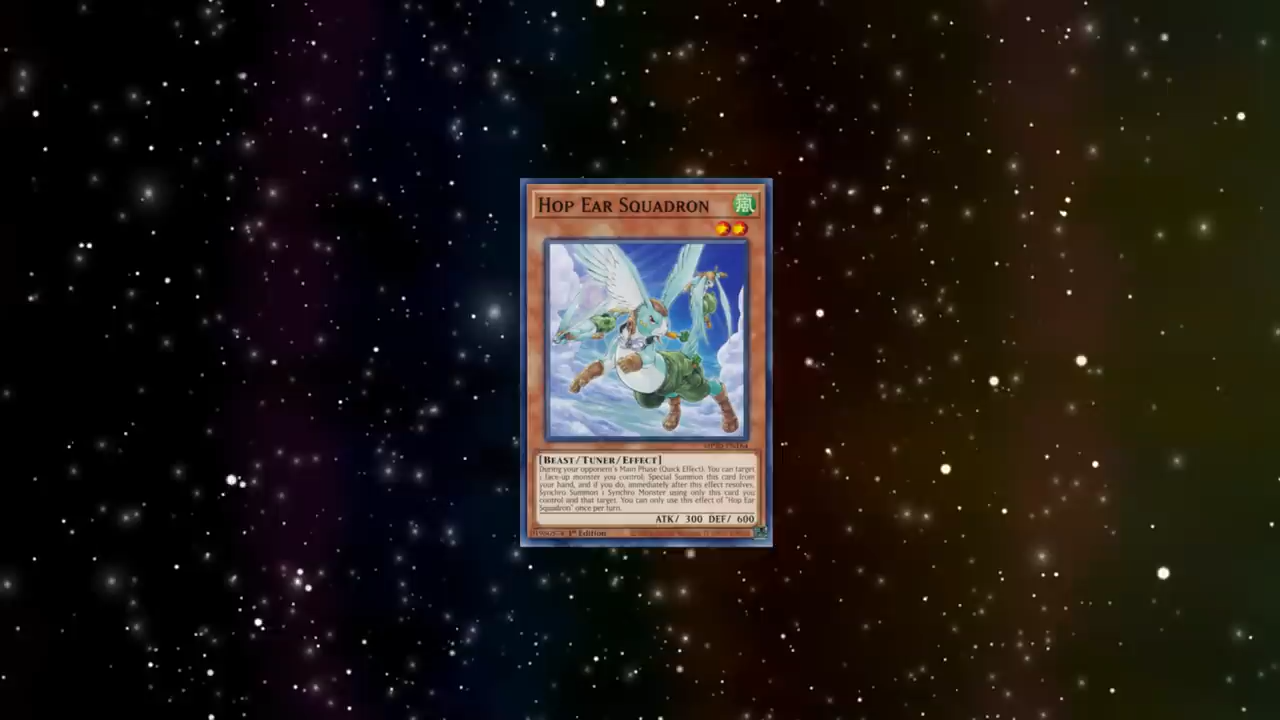 HOP EAR SQUADRON
風
[BEAST/TUNER/EFFECT]
During your opponent's Main Phase (Quick Effect): You can target
1 face-up monster you control; Special Summon this card from
your hand, and if you do, immediately after this effect resolves,
Synchro Summon 1 Synchro Monster using only this card you
control and that target. You can only use this effect of "Hop Ear
Squadron" once per turn.
ATK/ 300 DEF/ 600
1st Edition